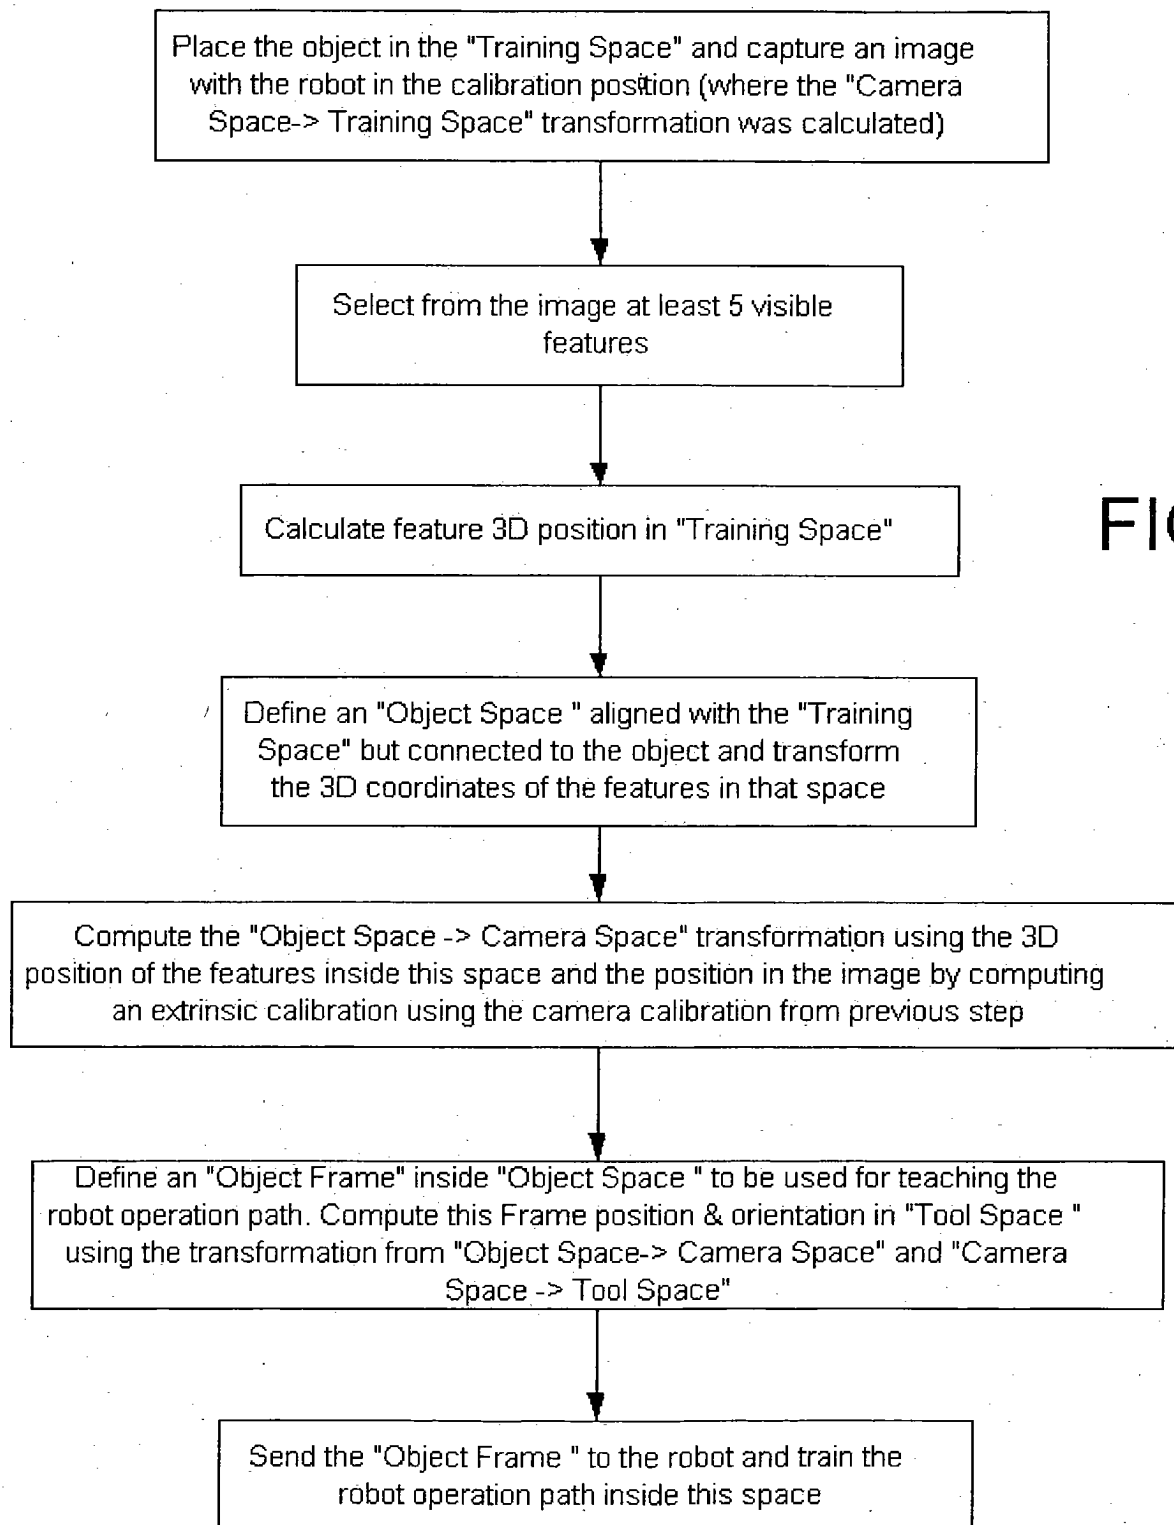 Place the object in the "Training Space" and capture an image
with the robot in the calibration position (where the "Camera
Space-> Training Space" transformation was calculated)
Select from the image at least 5 visible
features
Calculate feature 3D position in "Training Space"
Define an "Object Space " aligned with the "Training
Space" but connected to the object and transform
the 3D coordinates of the features in that space
Compute the "Object Space -> Camera Space" transformation using the 3D
position of the features inside this space and the position in the image by computing
an extrinsic calibration using the camera calibration from previous step
Define an "Object Frame" inside "Object Space " to be used for teaching the
robot operation path. Compute this Frame position & orientation in "Tool Space "
using the transformation from "Object Space-> Camera Space" and "Camera
Space -> Tool Space"
Send the "Object Frame " to the robot and train the
robot operation path inside this space